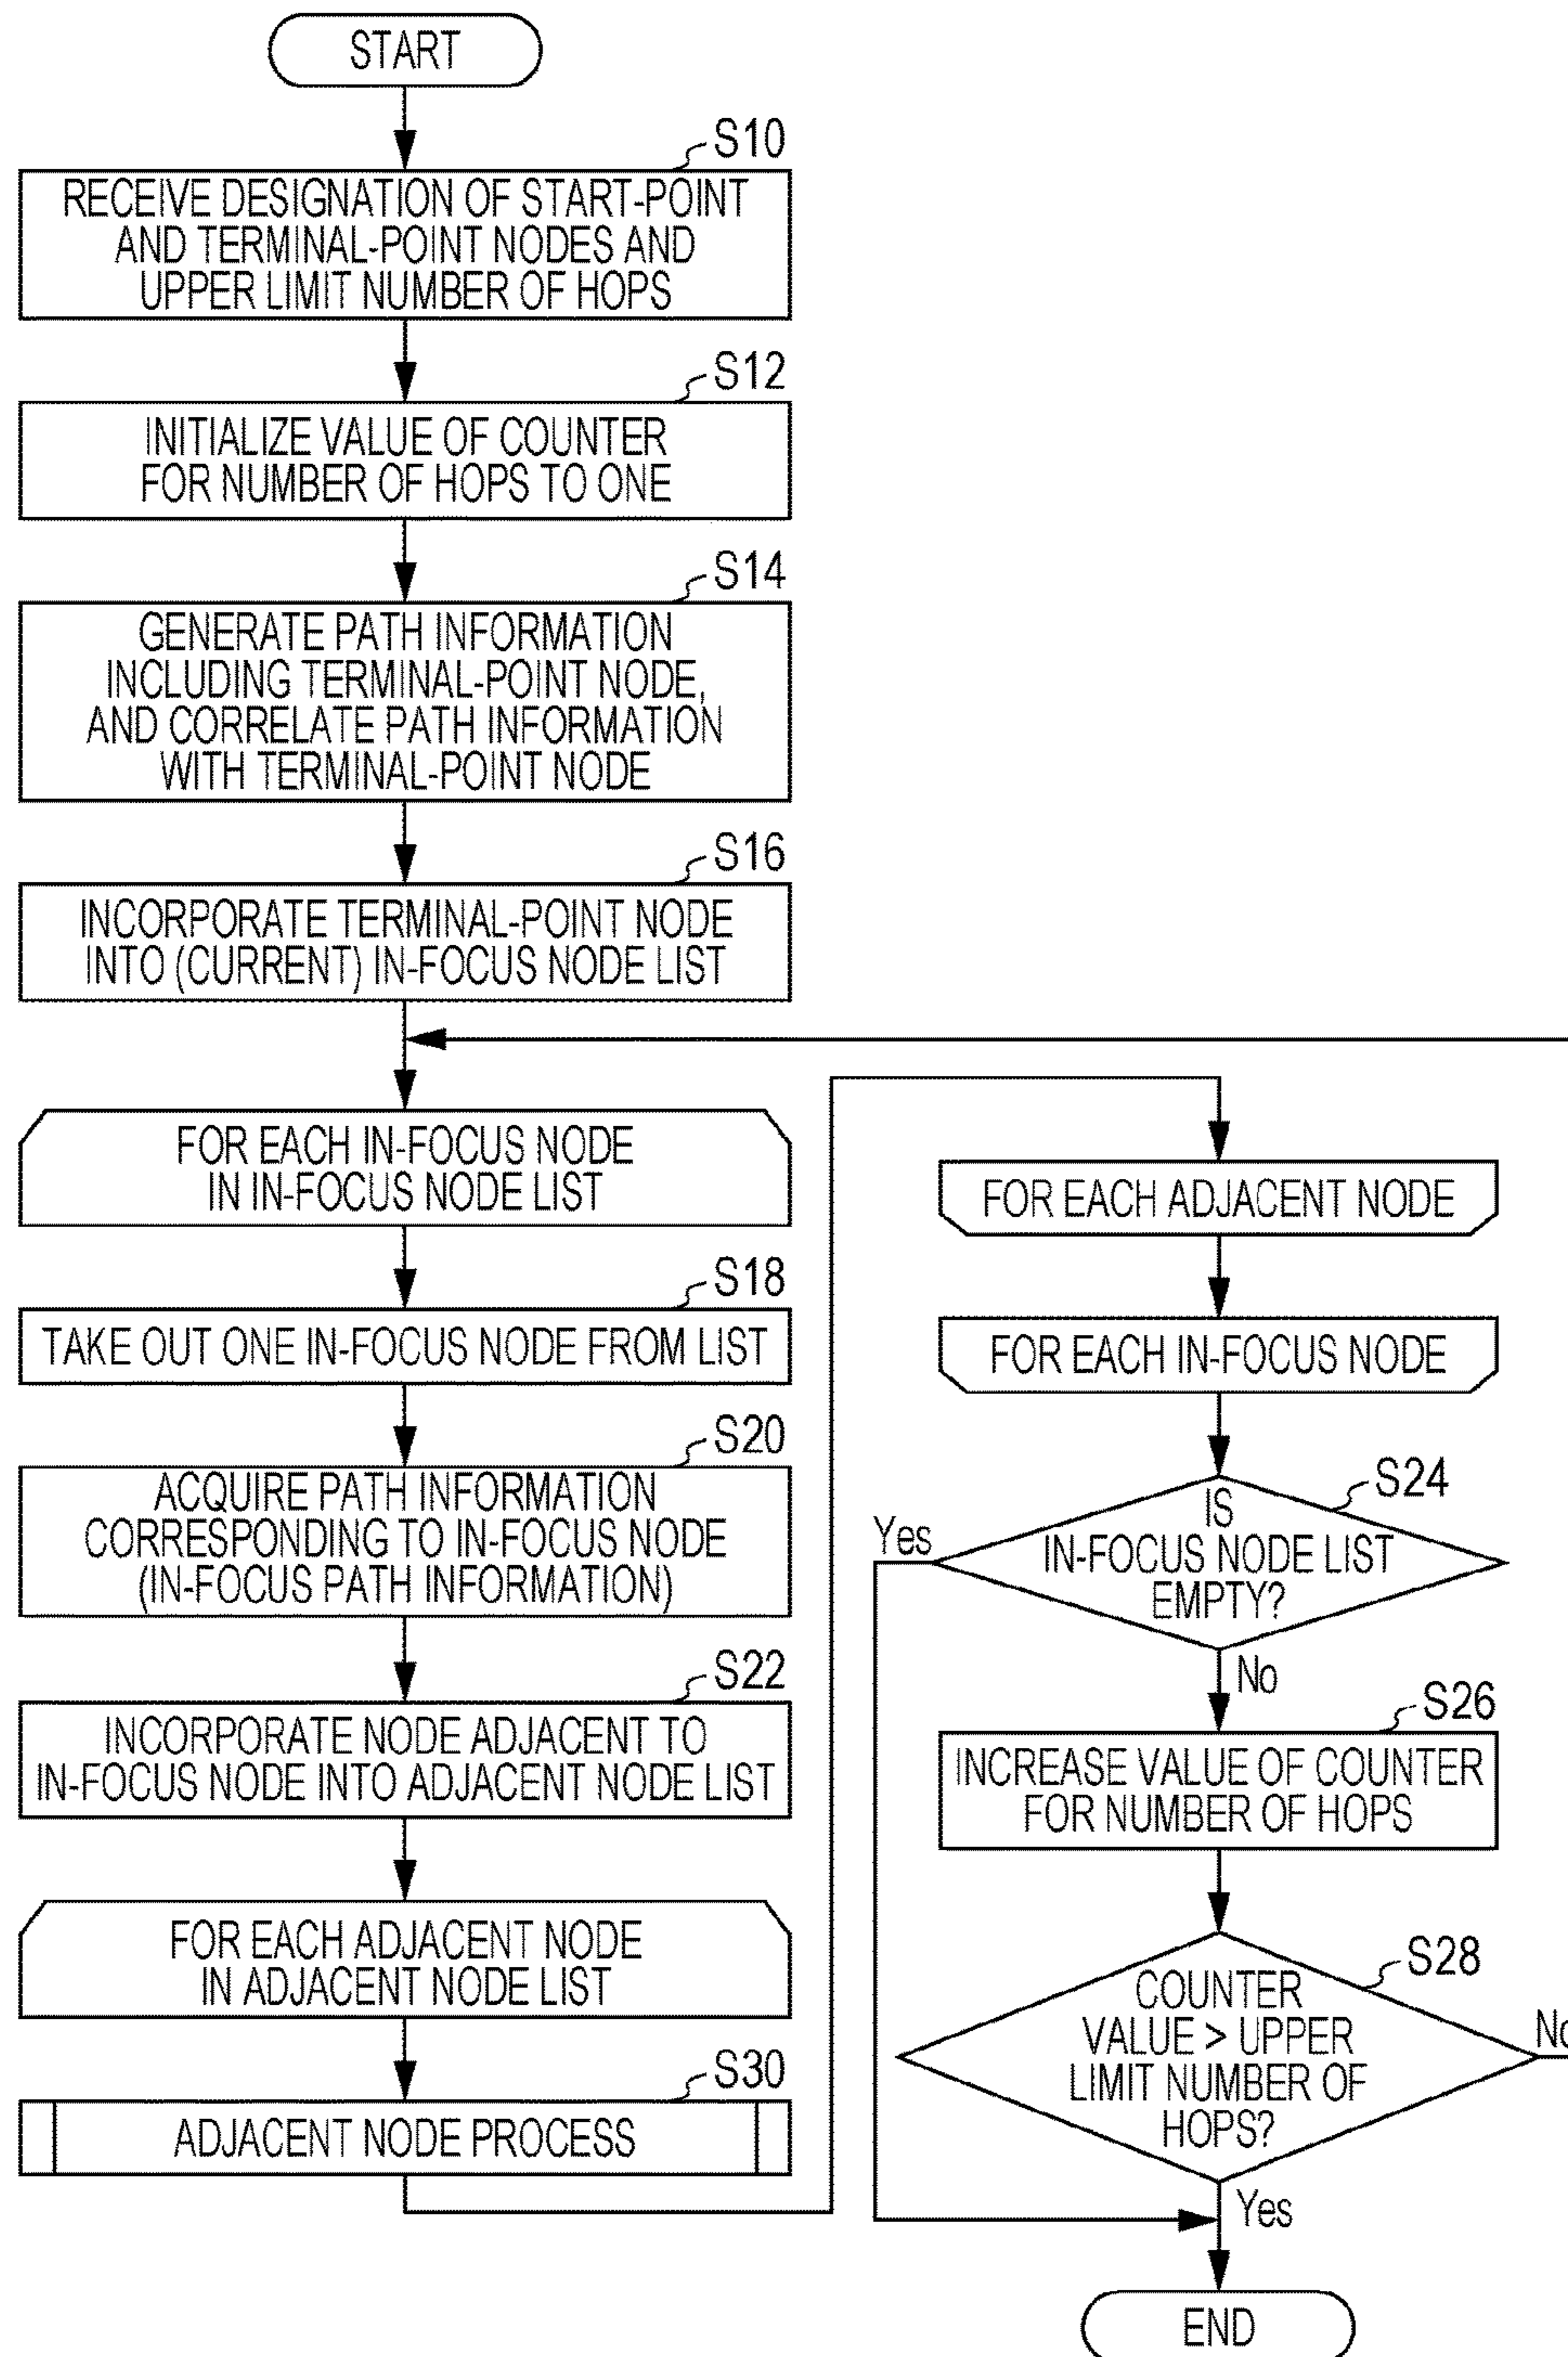 START
S10
RECEIVE DESIGNATION OF START-POINT
AND TERMINAL-POINT NODES AND
UPPER LIMIT NUMBER OF HOPS
S12
INITIALIZE VALUE OF COUNTER
FOR NUMBER OF HOPS TO ONE
S14
GENERATE PATH INFORMATION
INCLUDING TERMINAL-POINT NODE,
AND CORRELATE PATH INFORMATION
WITH TERMINAL-POINT NODE
S16
INCORPORATE TERMINAL-POINT NODE
INTO (CURRENT) IN-FOCUS NODE LIST
FOR EACH IN-FOCUS NODE
IN IN-FOCUS NODE LIST
S18
TAKE OUT ONE IN-FOCUS NODE FROM LIST
S20
ACQUIRE PATH INFORMATION
CORRESPONDING TO IN-FOCUS NODE
(IN-FOCUS PATH INFORMATION)
S22
INCORPORATE NODE ADJACENT TO
IN-FOCUS NODE INTO ADJACENT NODE LIST
FOR EACH ADJACENT NODE
IN ADJACENT NODE LIST
S30
ADJACENT NODE PROCESS
FOR EACH ADJACENT NODE
FOR EACH IN-FOCUS NODE
S24
IS
IN-FOCUS NODE LIST
EMPTY?
Yes
No
S26
INCREASE VALUE OF COUNTER
FOR NUMBER OF HOPS
S28
COUNTER
VALUE > UPPER
LIMIT NUMBER OF
HOPS?
No
Yes
END